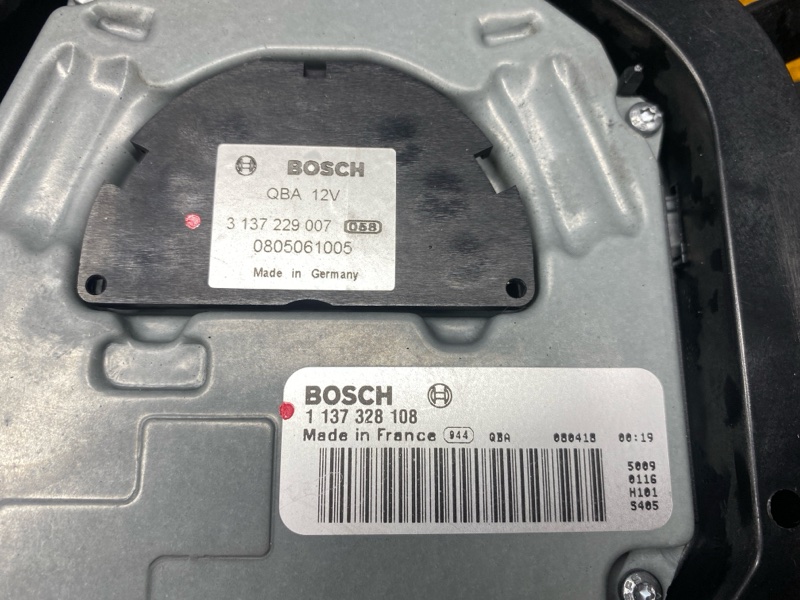 BOSCH
QBA 12V
3 137 229 007 058
0805061005
Made in Germany
BOSCH
1 137 328 108
Made in France 944 QBA 080418 00:19
5009
0116
H101
S405